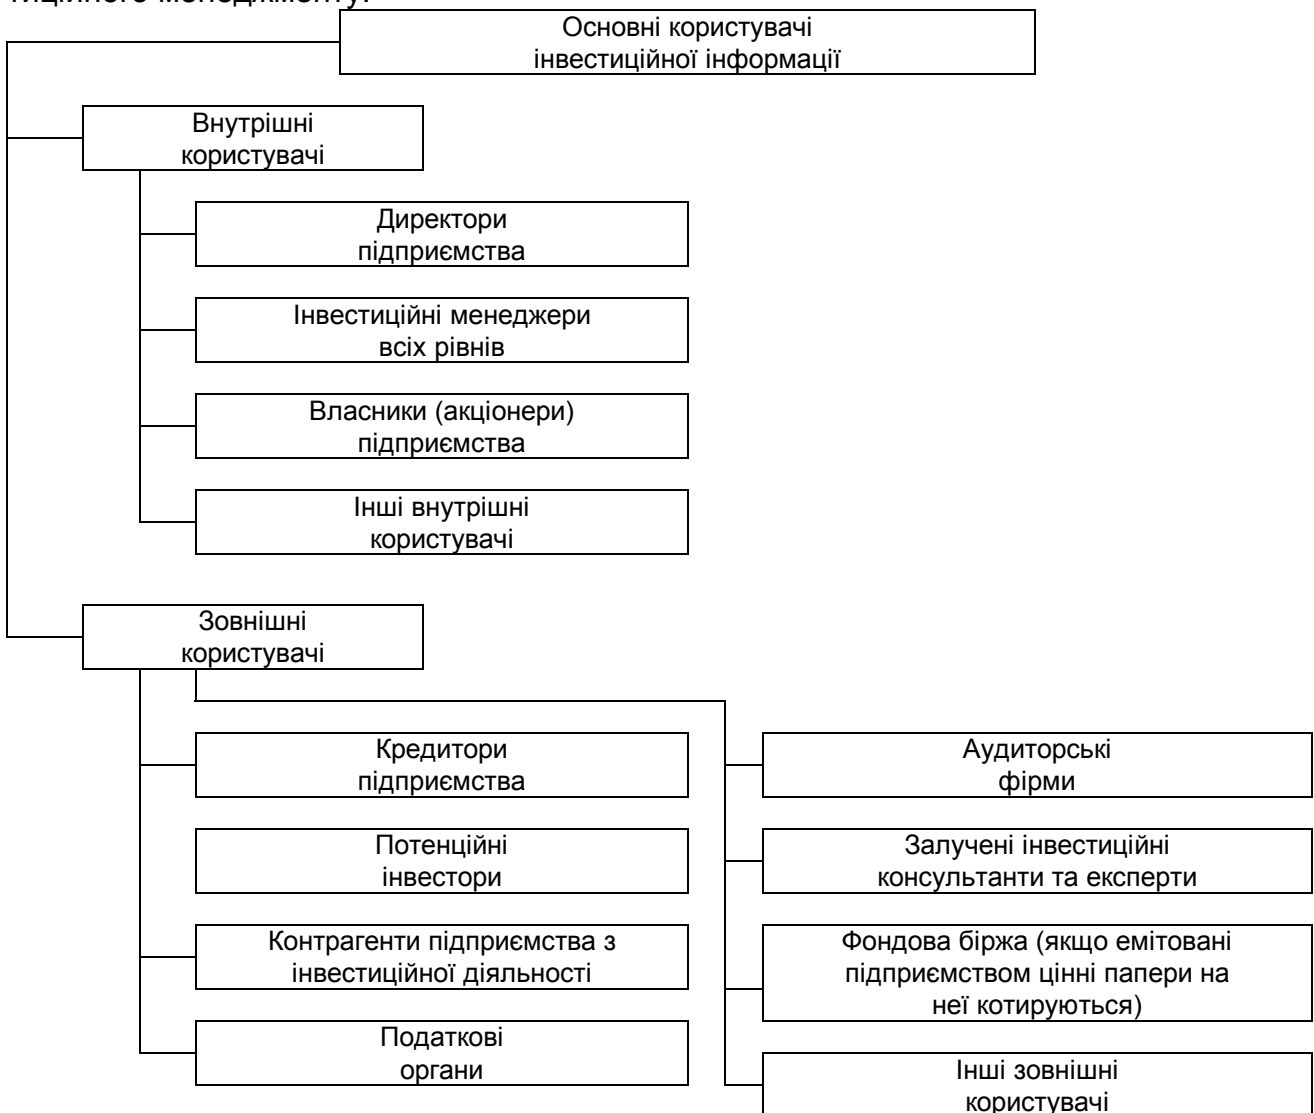 тиційного менеджменту.
Основні користувачі
інвестиційної інформації
Внутрішні
користувачі
Директори
підприємства
Інвестиційні менеджери
всіх рівнів
Власники (акціонери)
підприємства
Інші внутрішні
користувачі
Зовнішні
користувачі
Кредитори
підприємства
Потенційні
інвестори
Контрагенти підприємства з
інвестиційної діяльності
Податкові
органи
Аудиторські
фірми
Залучені інвестиційні
консультанти та експерти
Фондова біржа (якщо емітовані
підприємством цінні папери на
неї котируються)
Інші зовнішні
користувачі